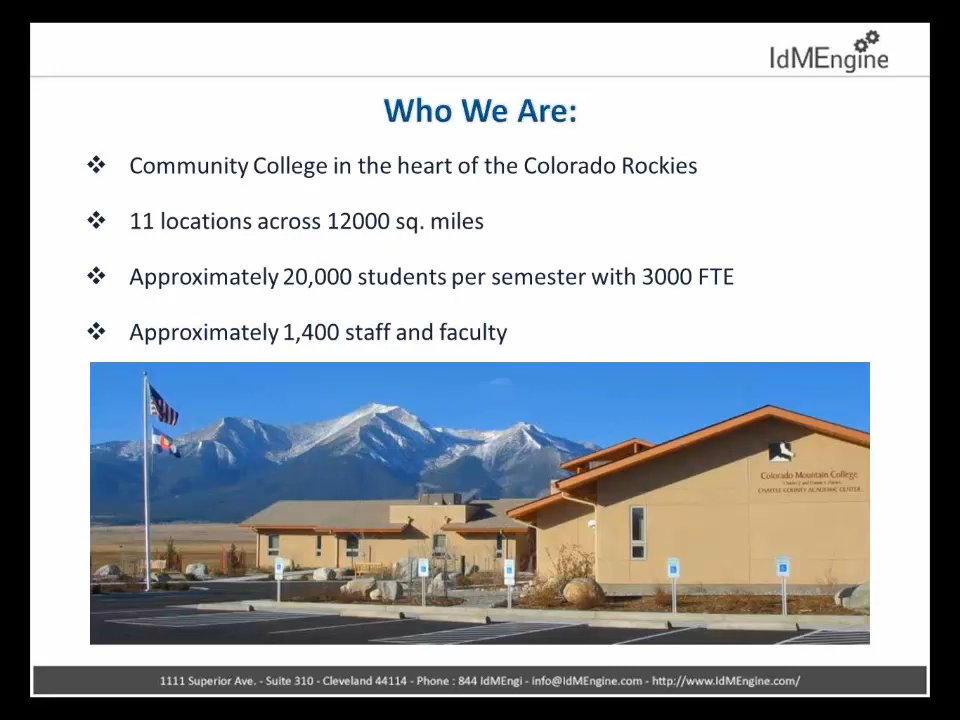 IdMEngine
Who We Are:
❖ Community College in the heart of the Colorado Rockies
❖ 11 locations across 12000 sq. miles
❖ Approximately 20,000 students per semester with 3000 FTE
❖ Approximately 1,400 staff and faculty
Colorado Mountain College
CHAFFEE COUNTY ACADEMIC CENTER
1111 Superior Ave. - Suite 310 - Cleveland 44114 - Phone : 844 IdMEngi - info@IdMEngine.com - http://www.IdMEngine.com/